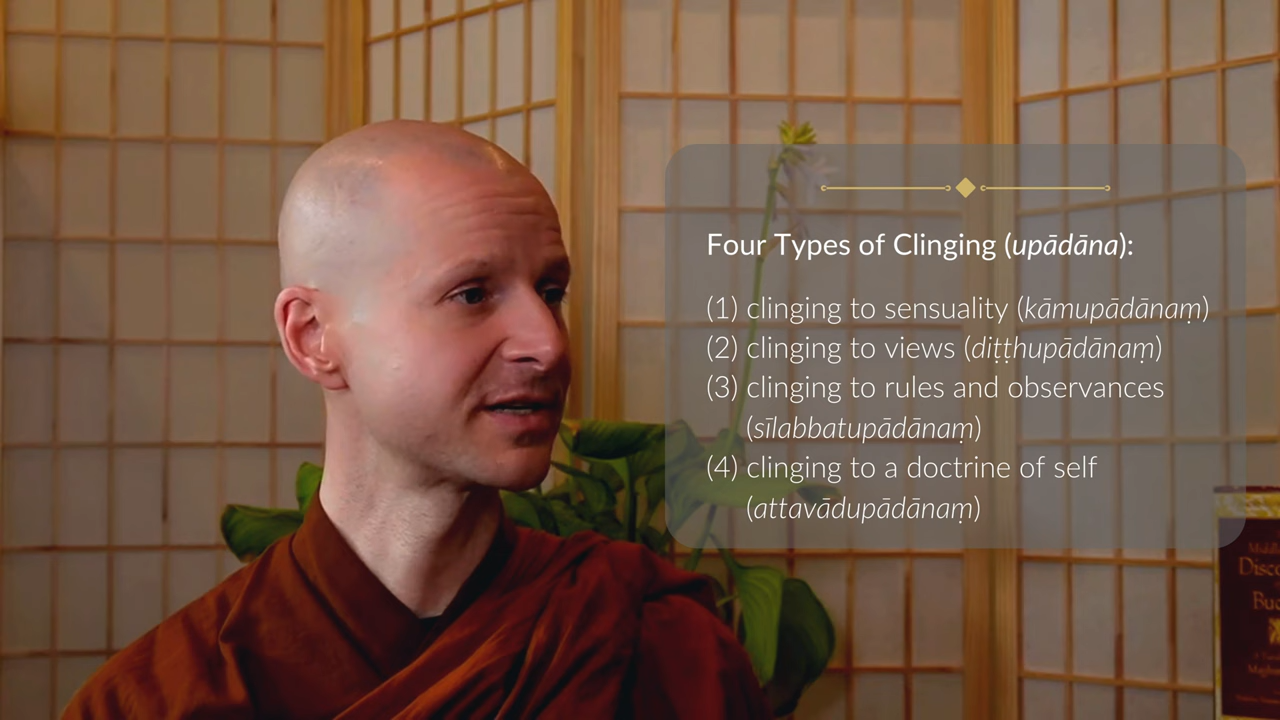 Four Types of Clinging (upādāna):
(1) clinging to sensuality (kāmupādānaṃ)
(2) clinging to views (diṭṭhupādānaṃ)
(3) clinging to rules and observances
(sīlabbatupādānaṃ)
(4) clinging to a doctrine of self
(attavādupādānaṃ)